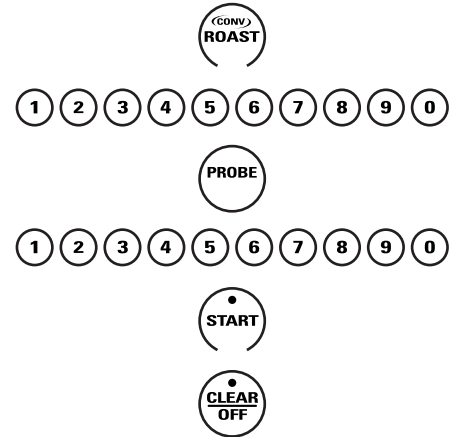 (CONV)
ROAST
1 2 3 4 5 6 7 8 9 0
PROBE
1 2 3 4 5 6 7 8 9 0
START
CLEAR
OFF